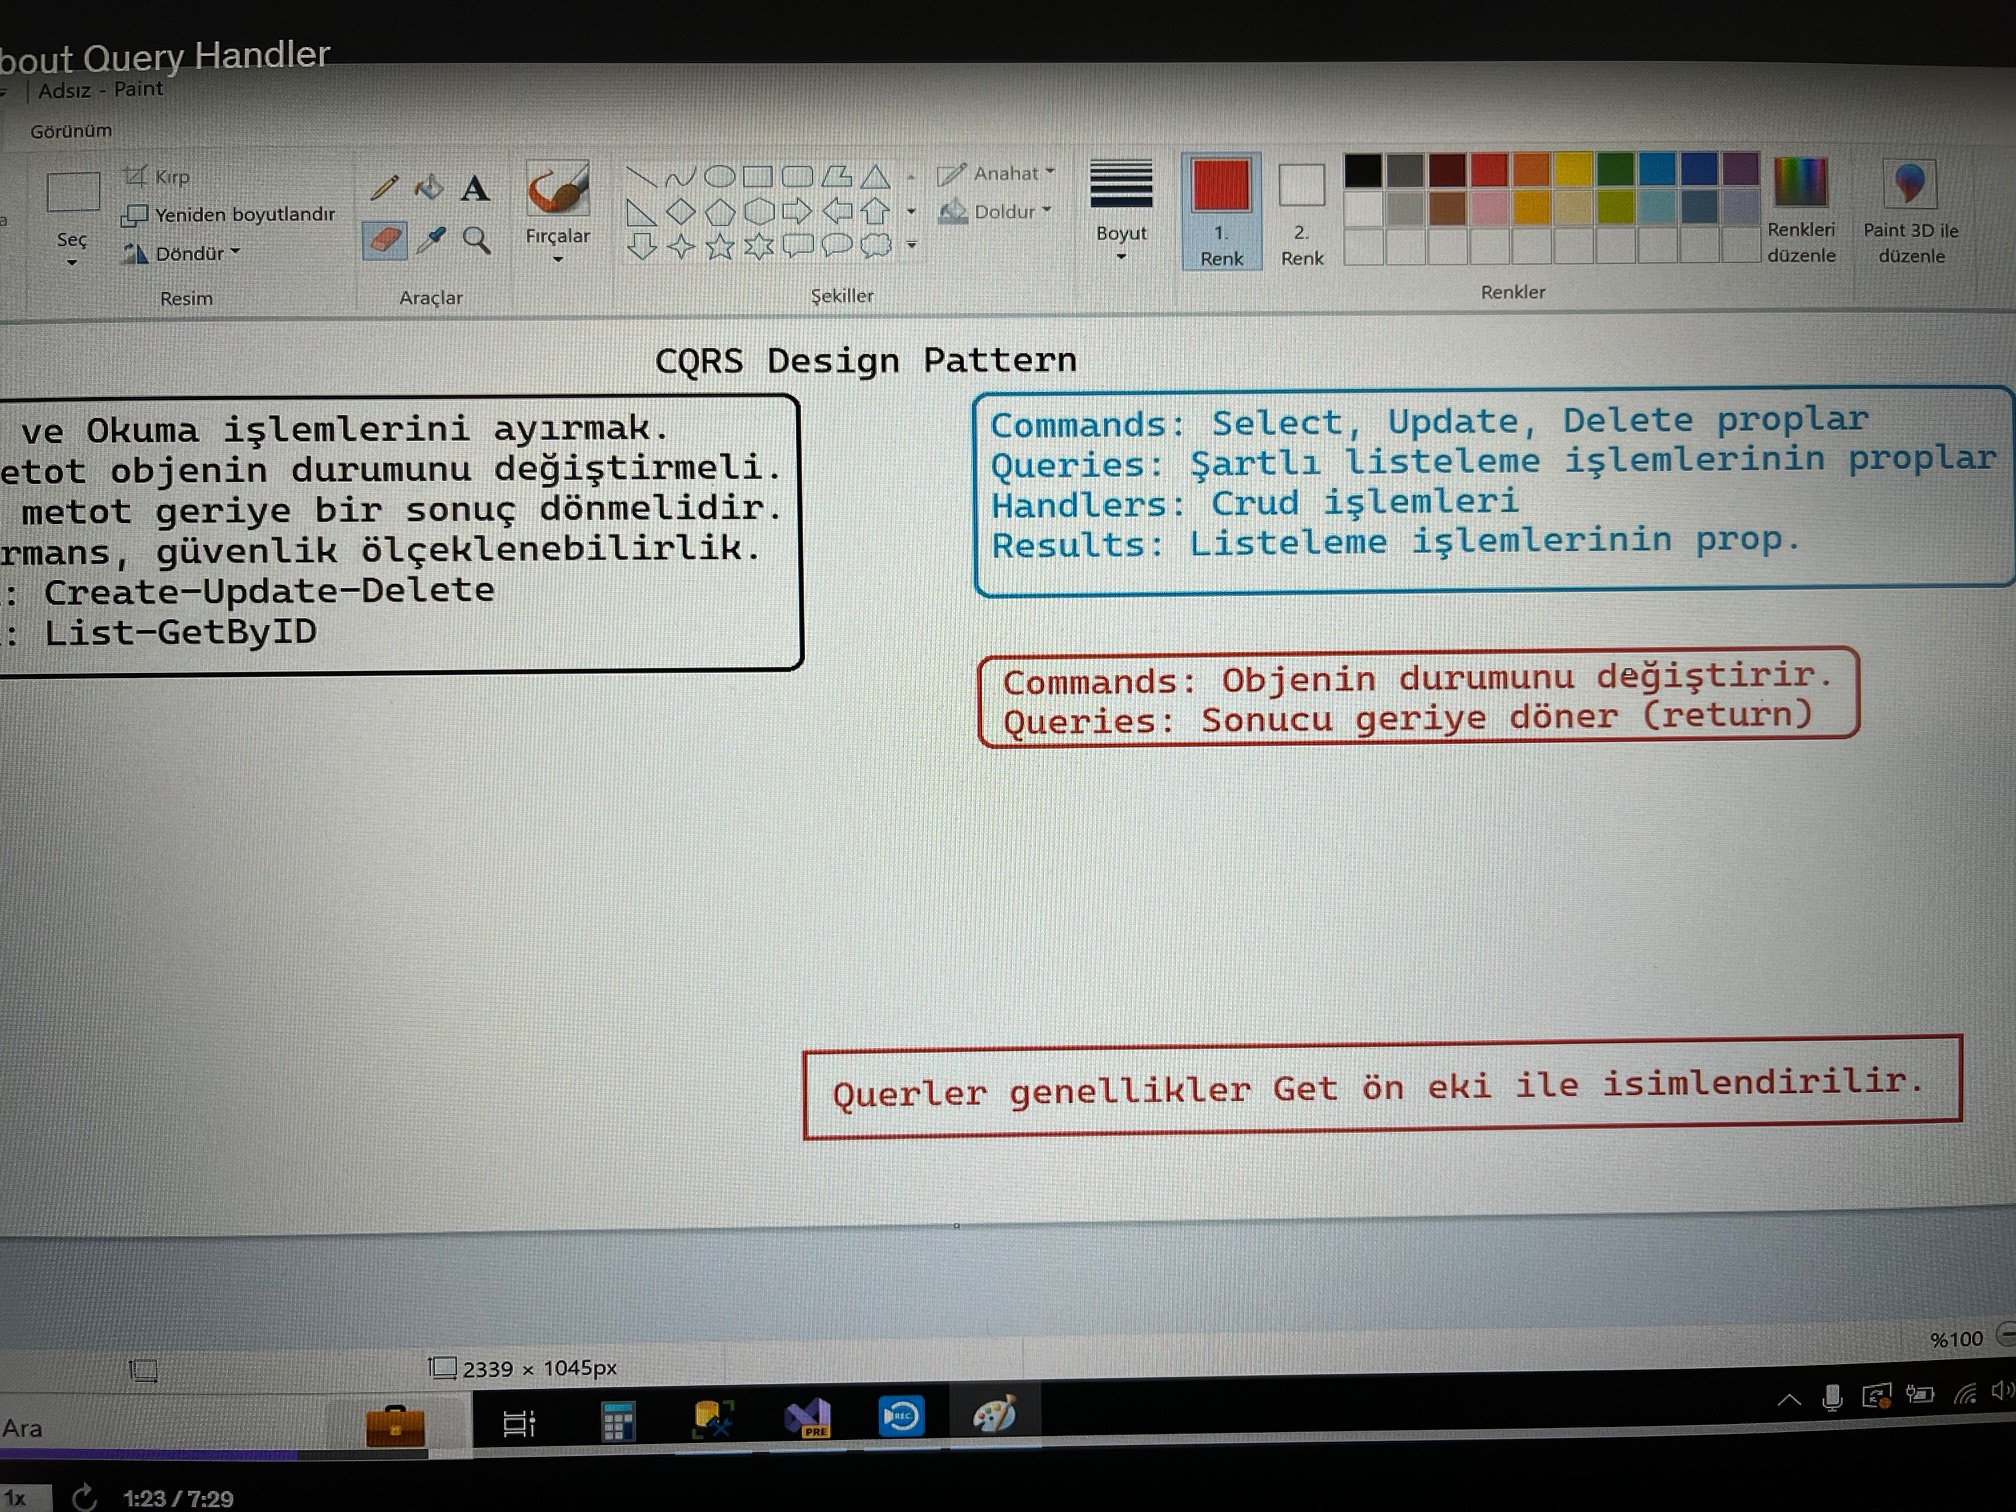 bout Query Handler
Adsız - Paint
Görünüm
Seç
Kırp
Yeniden boyutlandır
Döndür
Resim
A
Araçlar
Fırçalar
Şekiller
Anahat
Doldur
Boyut
1.
Renk
2.
Renk
Renkler
Renkleri
düzenle
Paint 3D ile
düzenle
CQRS Design Pattern
ve Okuma işlemlerini ayırmak.
etot objenin durumunu değiştirmeli.
metot geriye bir sonuç dönmelidir.
rmans, güvenlik ölçeklenebilirlik.
: Create-Update-Delete
: List-GetByID
Commands: Select, Update, Delete proplar
Queries: Şartlı listeleme işlemlerinin proplar
Handlers: Crud işlemleri
Results: Listeleme işlemlerinin prop.
Commands: Objenin durumunu değiştirir.
Queries: Sonucu geriye döner (return)
Querler genellikler Get ön eki ile isimlendirilir.
2339 × 1045px
%100
Ara
PRE
REC
1x
1:23 / 7:29